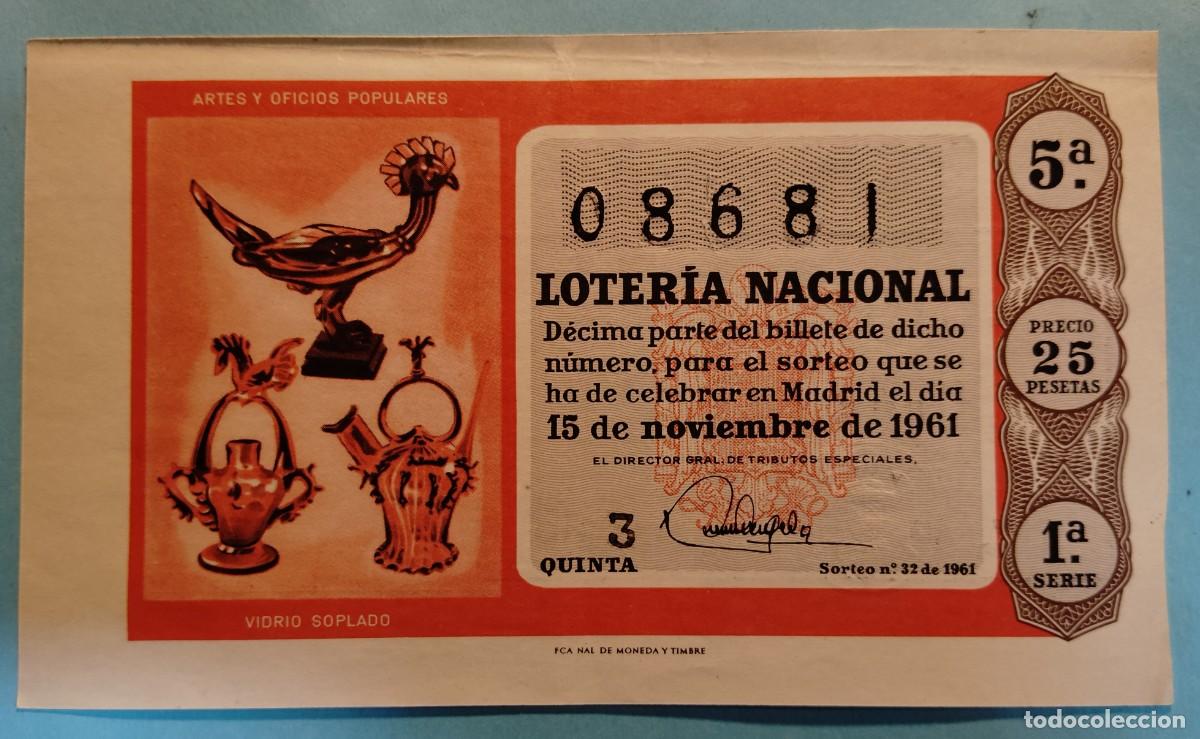 ARTES Y OFICIOS POPULARES
VIDRIO SOPLADO
08681
LOTERÍA NACIONAL
Décima parte del billete de dicho
número, para el sorteo que se
ha de celebrar en Madrid el día
15 de noviembre de 1961
EL DIRECTOR GRAL. DE TRIBUTOS ESPECIALES,
3
QUINTA
Sorteo nº. 32 de 1961
5ª.
PRECIO
25
PESETAS
1ª.
SERIE
FCA NAL DE MONEDA Y TIMBRE
todocoleccion